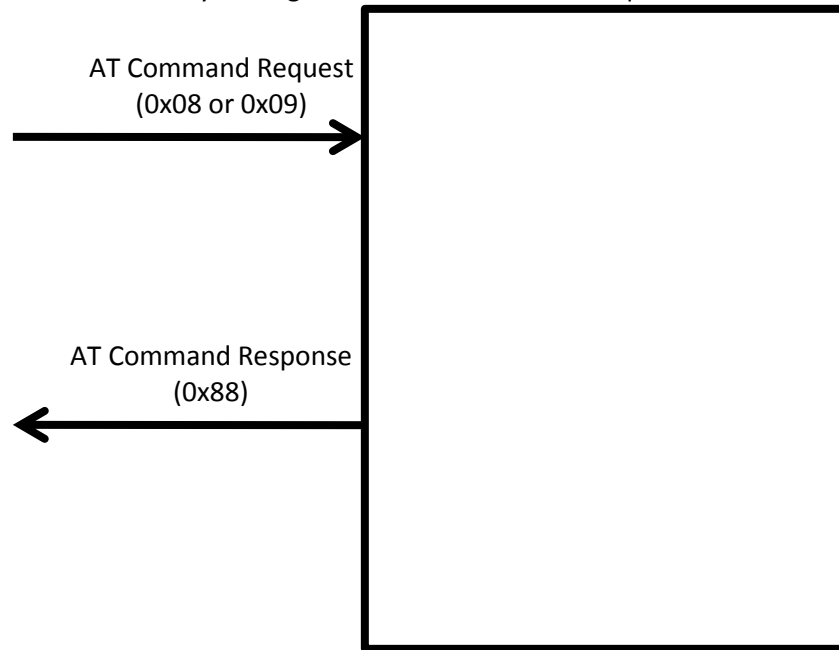 AT Command Request
(0x08 or 0x09)
AT Command Response
(0x88)